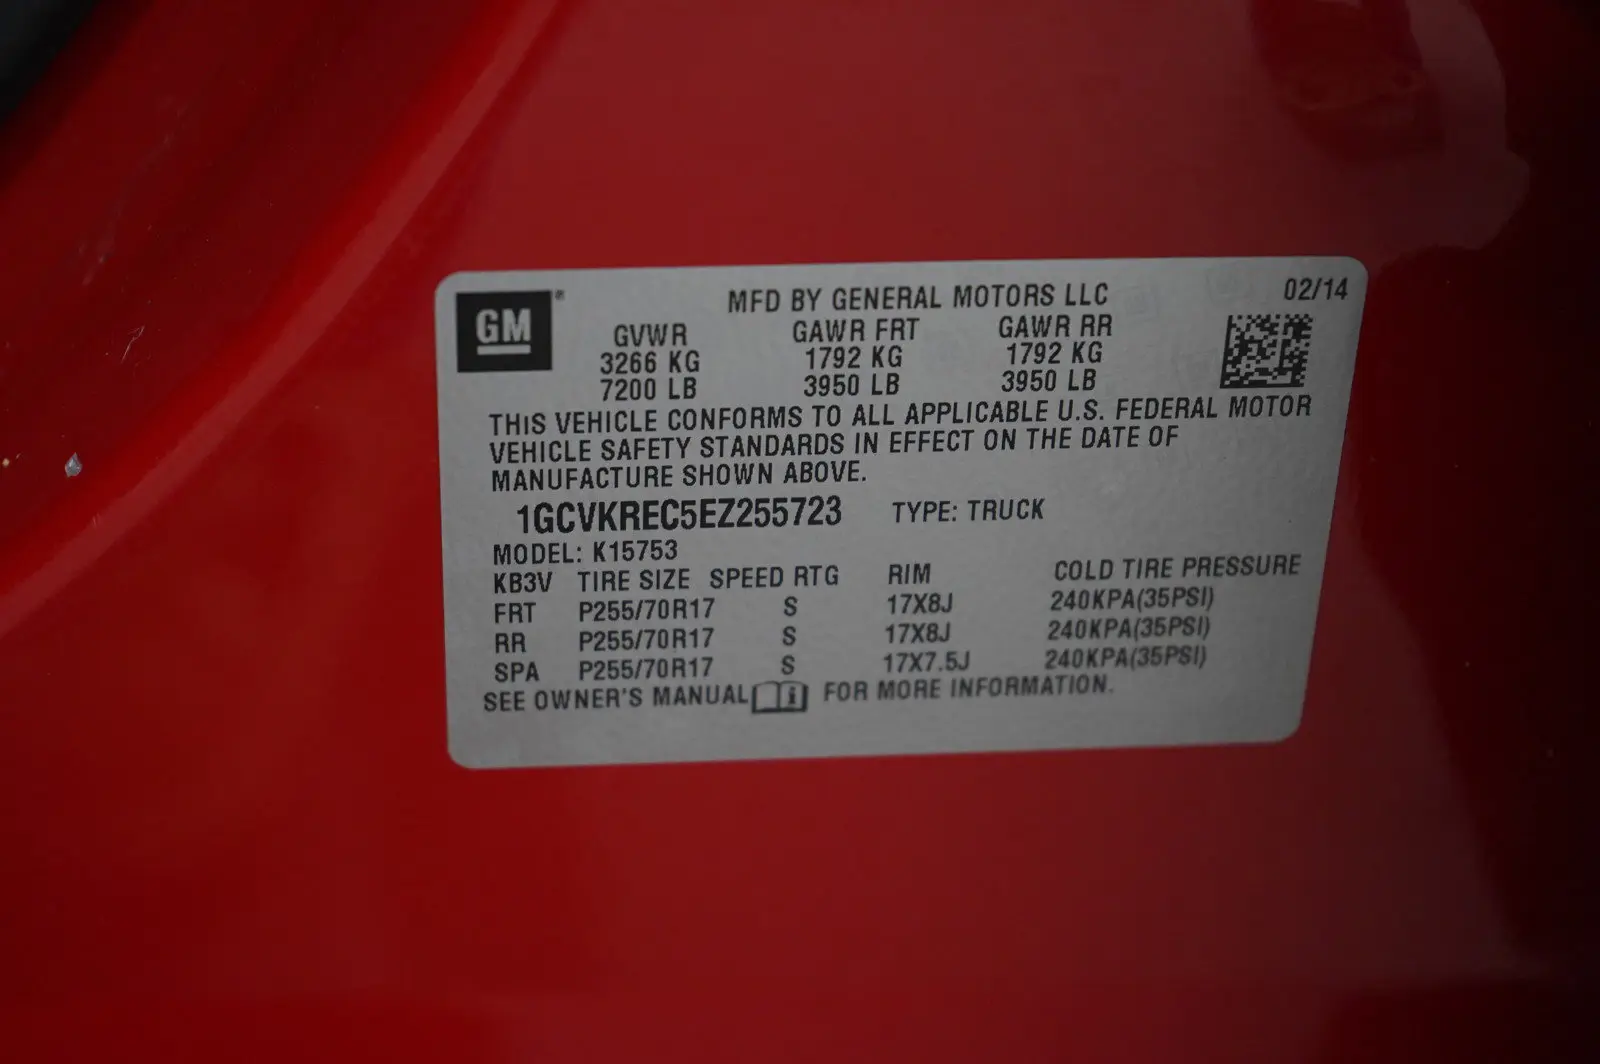 GM®
MFD BY GENERAL MOTORS LLC 02/14
GVWR GAWR FRT GAWR RR
3266 KG 1792 KG 1792 KG
7200 LB 3950 LB 3950 LB
THIS VEHICLE CONFORMS TO ALL APPLICABLE U.S. FEDERAL MOTOR
VEHICLE SAFETY STANDARDS IN EFFECT ON THE DATE OF
MANUFACTURE SHOWN ABOVE.
1GCVKREC5EZ255723 TYPE: TRUCK
MODEL: K15753
KB3V TIRE SIZE SPEED RTG RIM COLD TIRE PRESSURE
FRT P255/70R17 S 17X8J 240KPA(35PSI)
RR P255/70R17 S 17X8J 240KPA(35PSI)
SPA P255/70R17 S 17X7.5J 240KPA(35PSI)
SEE OWNER'S MANUAL i FOR MORE INFORMATION.